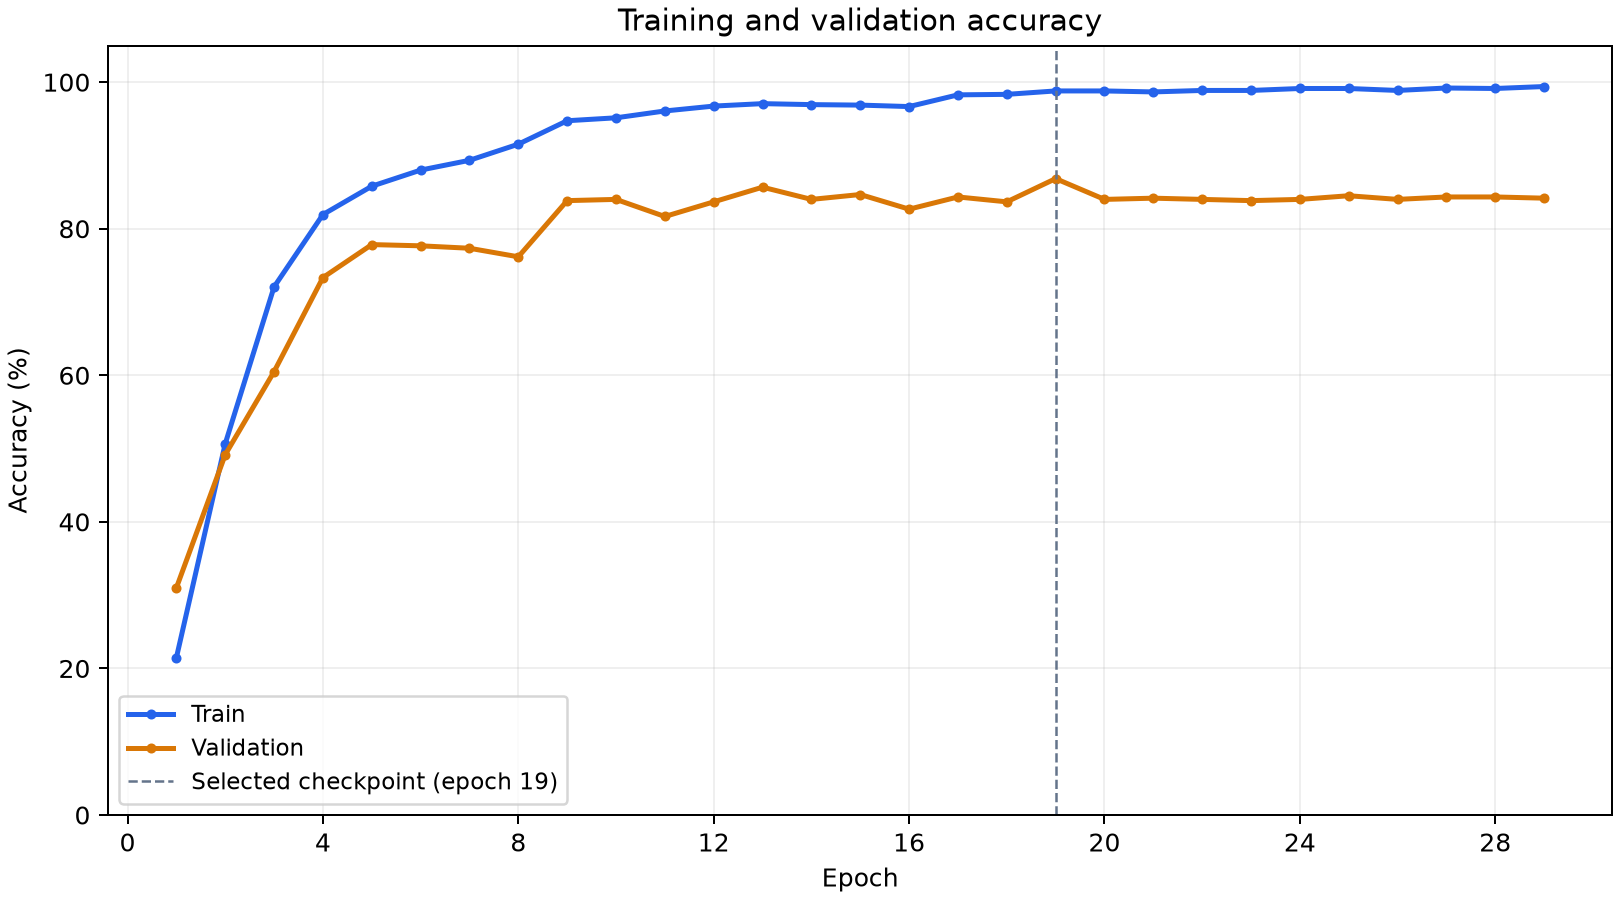 Training and validation accuracy
100
80
60
40
20
0
Accuracy (%)
Train
Validation
Selected checkpoint (epoch 19)
0 4 8 12 16 20 24 28
Epoch